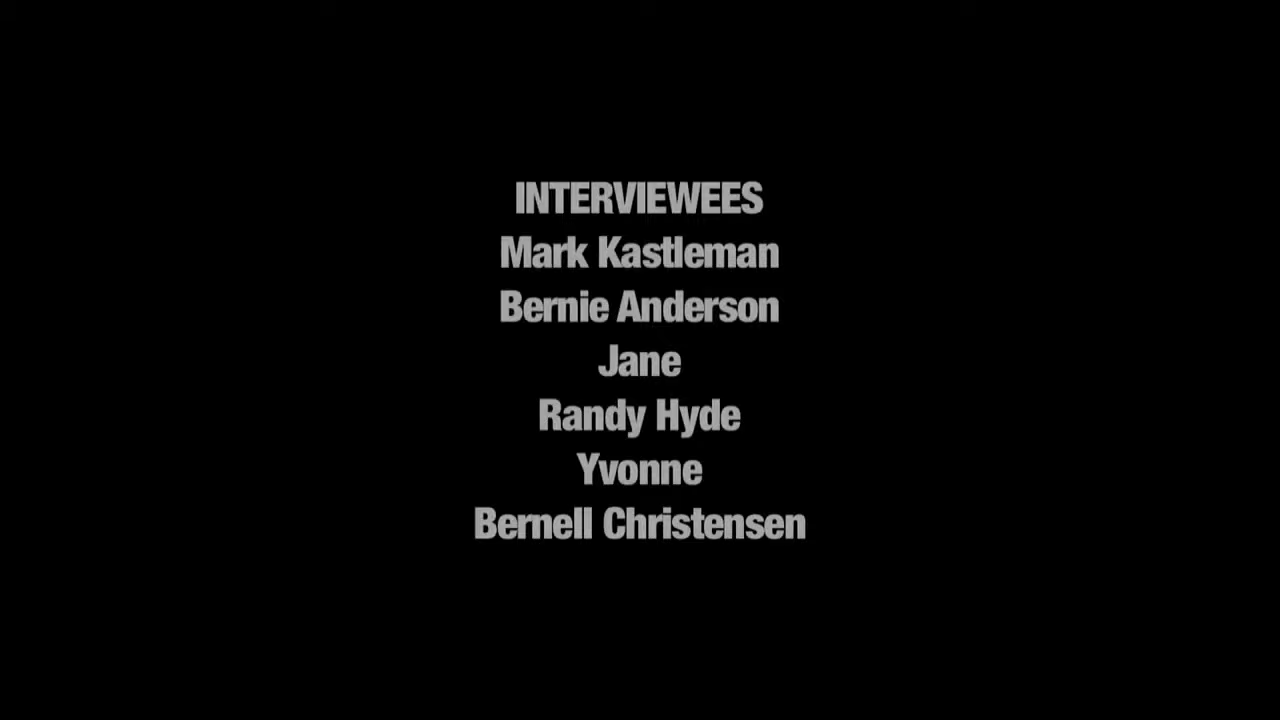 INTERVIEWEES
Mark Kastleman
Bernie Anderson
Jane
Randy Hyde
Yvonne
Bernell Christensen